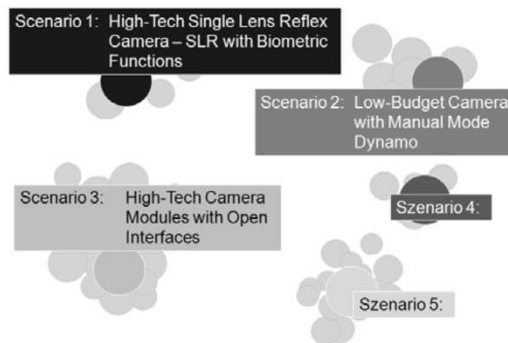 Scenario 1: High-Tech Single Lens Reflex
Camera – SLR with Biometric
Functions
Scenario 2: Low-Budget Camera
with Manual Mode
Dynamo
Scenario 3: High-Tech Camera
Modules with Open
Interfaces
Szenario 4:
Szenario 5: